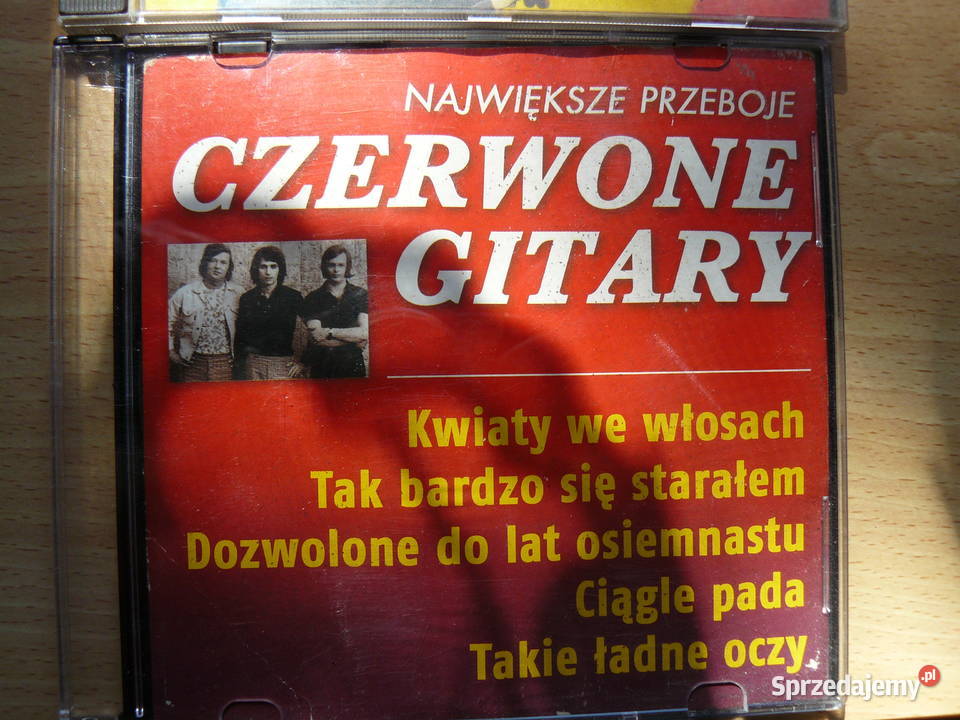 NAJWIĘKSZE PRZEBOJE
CZERWONE
GITARY
Kwiaty we włosach
Tak bardzo się starałem
Dozwolone do lat osiemnastu
Ciągle pada
Takie ładne oczy
Sprzedajemy.pl